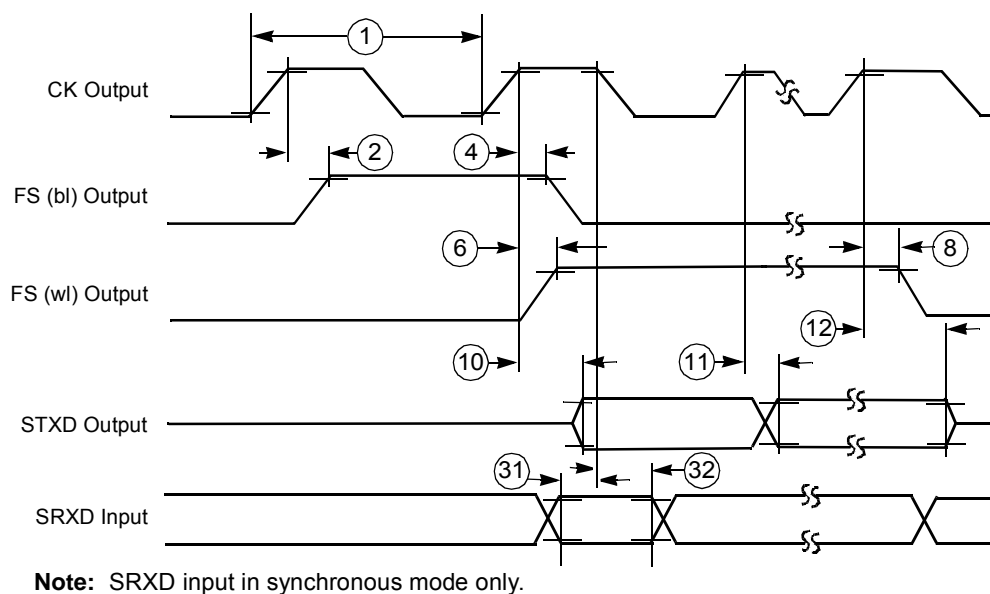 1
CK Output
2
4
FS (bl) Output
6
8
FS (wl) Output
12
10
11
STXD Output
31
32
SRXD Input
Note: SRXD input in synchronous mode only.